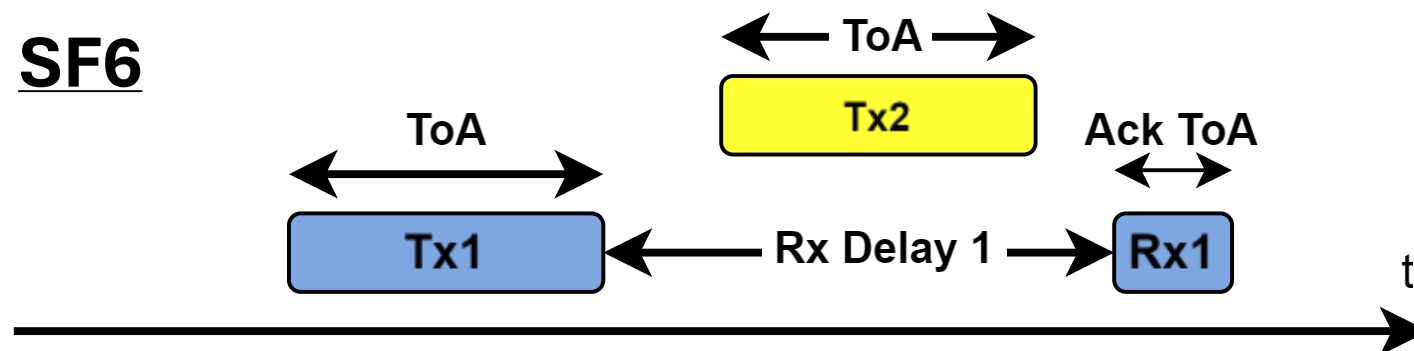 SF6
ToA
Tx2
ToA
Ack ToA
Tx1
Rx Delay 1
Rx1
t